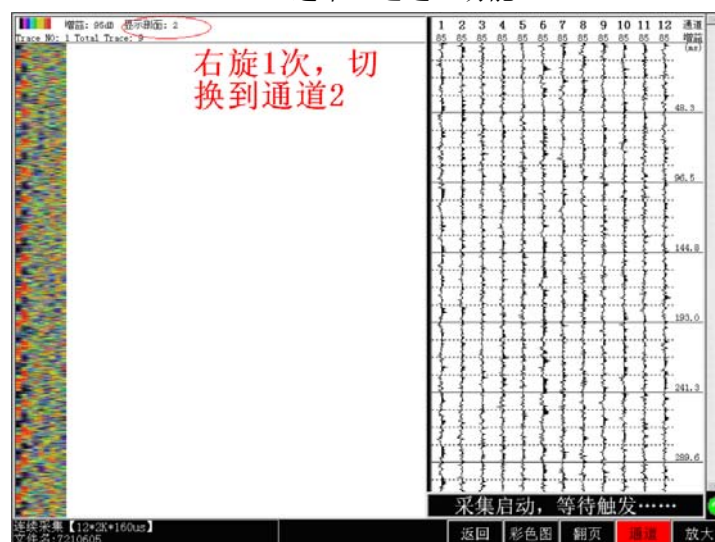 增益: 95dB 显示剖面: 2
Trace NO: 1 Total Trace: 9
右旋1次，切
换到通道2
1 2 3 4 5 6 7 8 9 10 11 12 通道
85 85 85 85 85 85 85 85 85 85 85 85 增益
(ms)
48.3
96.5
144.8
193.0
241.3
289.6
采集启动，等待触发……
连续采集【12*2K*160us】
文件名:7210605
返回 彩色图 翻页 通道 放大